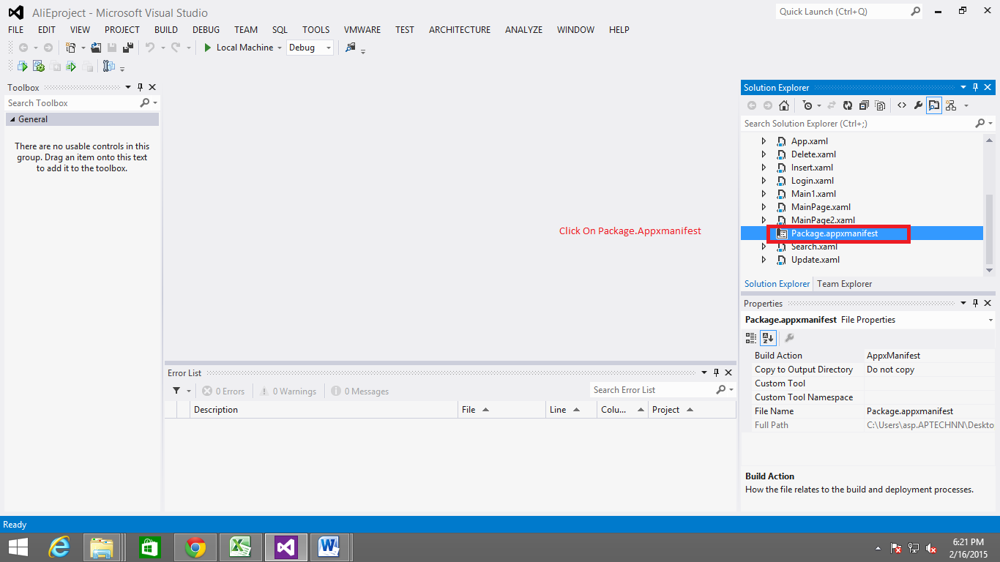 AliEproject - Microsoft Visual Studio
Quick Launch (Ctrl+Q)
FILE EDIT VIEW PROJECT BUILD DEBUG TEAM SQL TOOLS VMWARE TEST ARCHITECTURE ANALYZE WINDOW HELP
Local Machine Debug
Toolbox
Search Toolbox
General
There are no usable controls in this
group. Drag an item onto this text
to add it to the toolbox.
Click On Package.Appxmanifest
Solution Explorer
Search Solution Explorer (Ctrl+;)
App.xaml
Delete.xaml
Insert.xaml
Login.xaml
Main1.xaml
MainPage.xaml
MainPage2.xaml
Package.appxmanifest
Search.xaml
Update.xaml
Solution Explorer Team Explorer
Properties
Package.appxmanifest File Properties
Build Action AppxManifest
Copy to Output Directory Do not copy
Custom Tool
Custom Tool Namespace
File Name Package.appxmanifest
Full Path C:\Users\asp.APTECHNN\Deskto
Build Action
How the file relates to the build and deployment processes.
Error List
0 Errors 0 Warnings 0 Messages
Search Error List
Description File Line Colu... Project
Ready
6:21 PM
2/16/2015